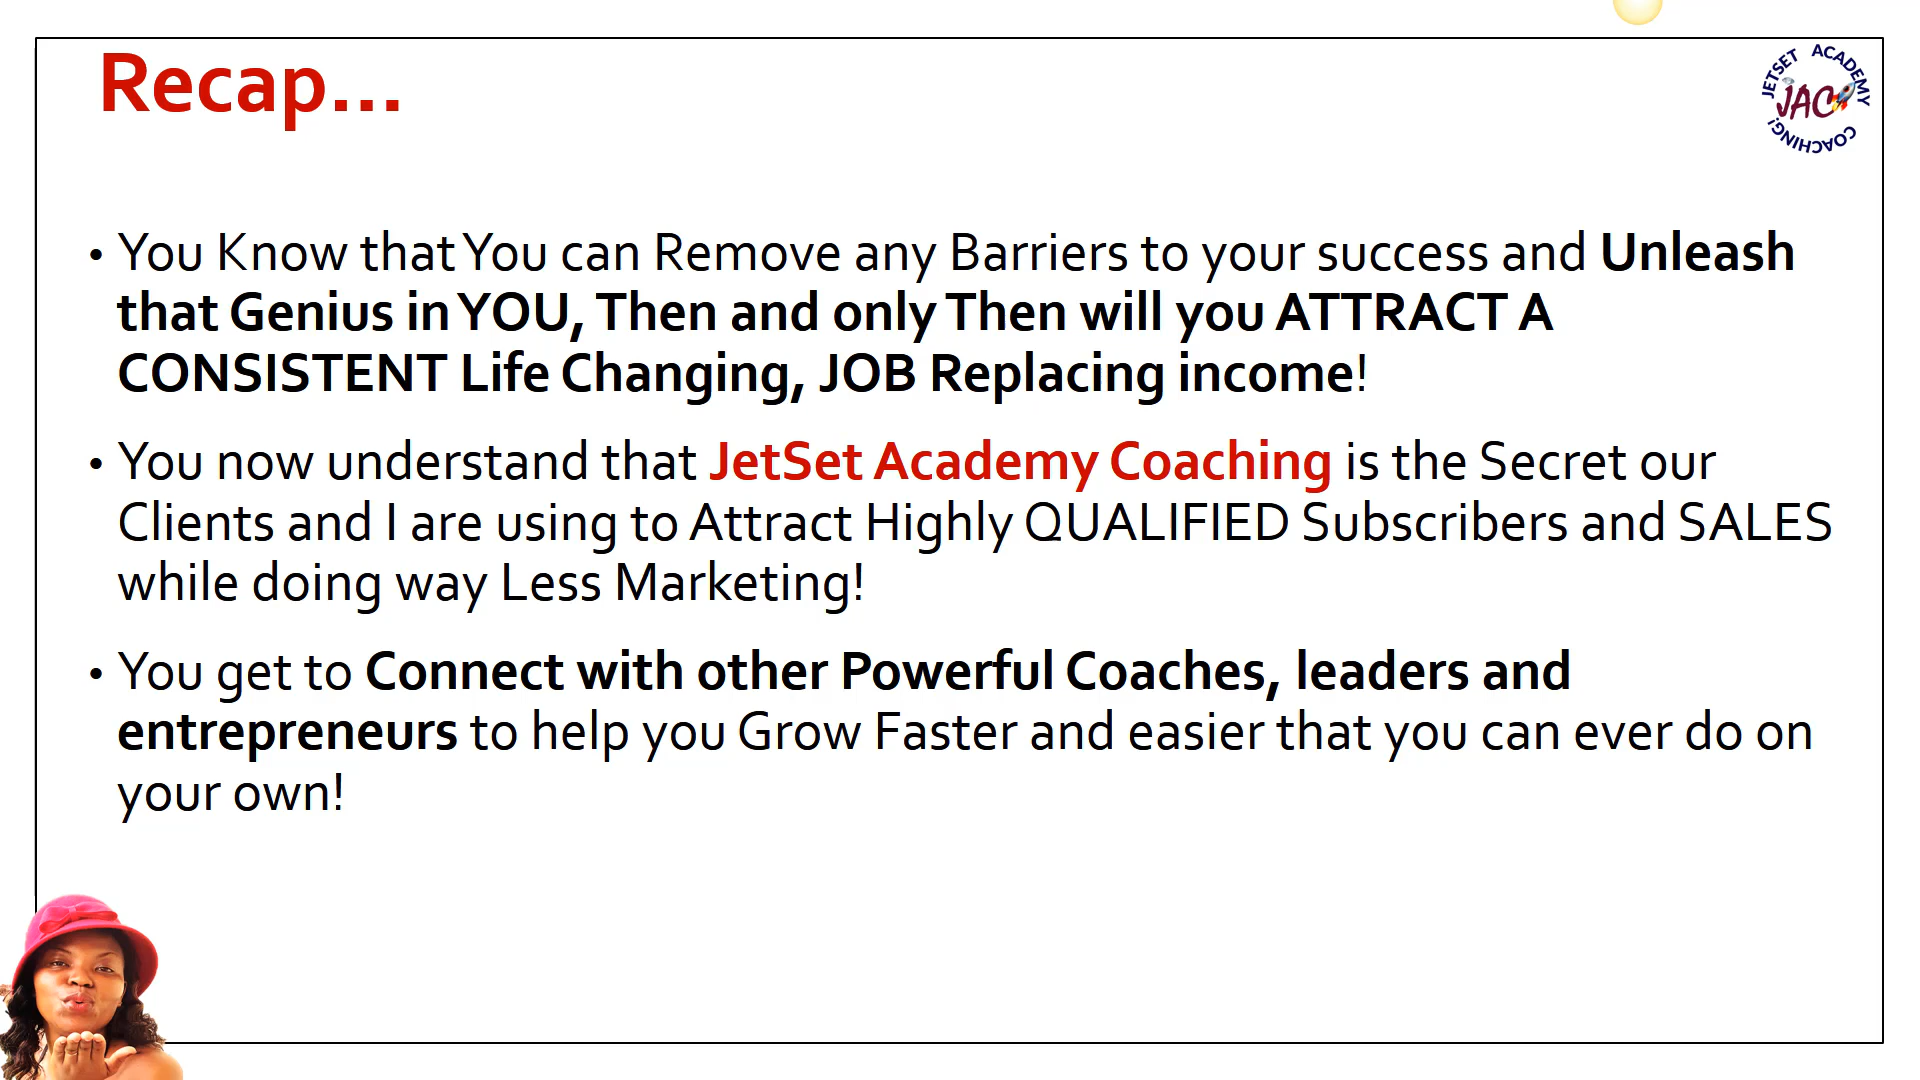 Recap...
JETSET ACADEMY
JAC
COACHING!
• You Know that You can Remove any Barriers to your success and Unleash
that Genius in YOU, Then and only Then will you ATTRACT A
CONSISTENT Life Changing, JOB Replacing income!
• You now understand that JetSet Academy Coaching is the Secret our
Clients and I are using to Attract Highly QUALIFIED Subscribers and SALES
while doing way Less Marketing!
• You get to Connect with other Powerful Coaches, leaders and
entrepreneurs to help you Grow Faster and easier that you can ever do on
your own!